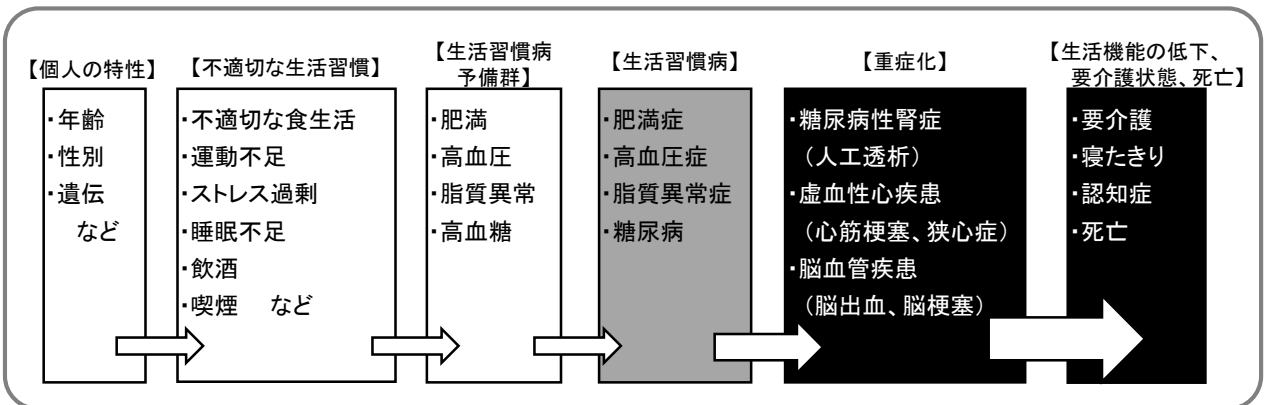 【個人の特性】
・年齢
・性別
・遺伝
など
【不適切な生活習慣】
・不適切な食生活
・運動不足
・ストレス過剰
・睡眠不足
・飲酒
・喫煙　など
【生活習慣病
予備群】
・肥満
・高血圧
・脂質異常
・高血糖
【生活習慣病】
・肥満症
・高血圧症
・脂質異常症
・糖尿病
【重症化】
・糖尿病性腎症
（人工透析）
・虚血性心疾患
（心筋梗塞、狭心症）
・脳血管疾患
（脳出血、脳梗塞）
【生活機能の低下、
要介護状態、死亡】
・要介護
・寝たきり
・認知症
・死亡